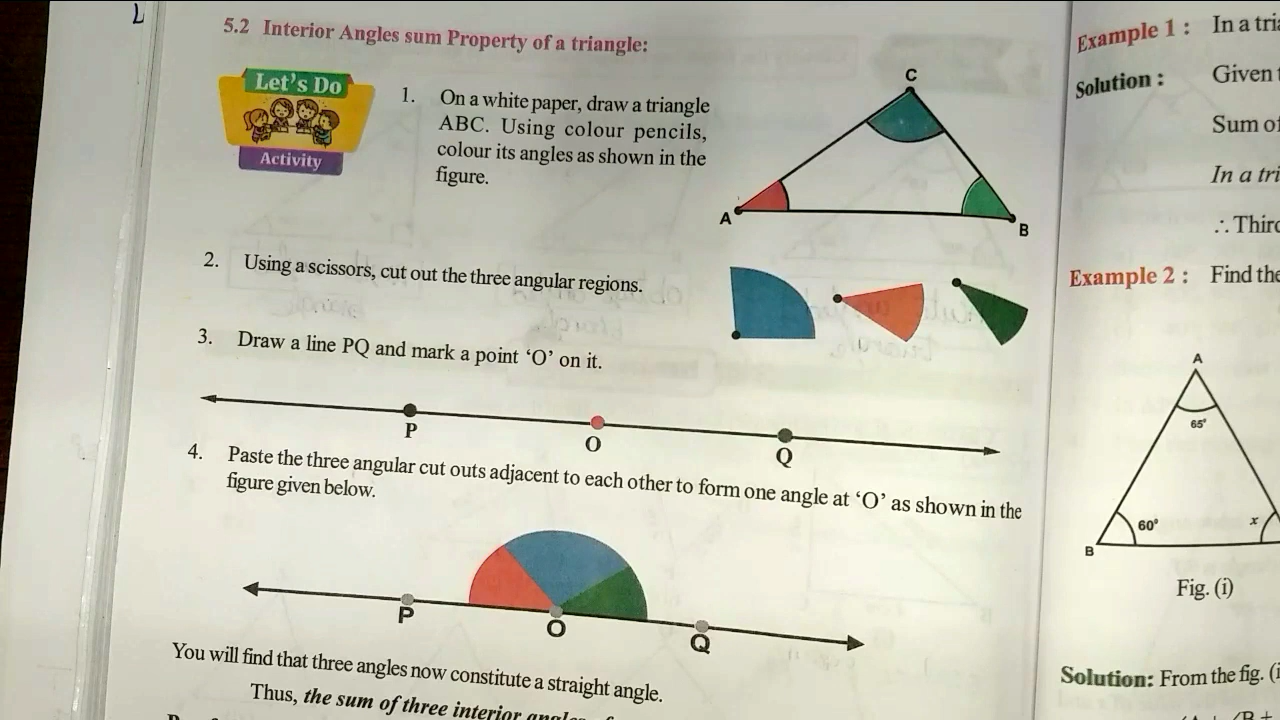 5.2 Interior Angles sum Property of a triangle:
Let's Do
Activity
1. On a white paper, draw a triangle
ABC. Using colour pencils,
colour its angles as shown in the
figure.
C
A
B
2. Using a scissors, cut out the three angular regions.
3. Draw a line PQ and mark a point 'O' on it.
P
O
Q
4. Paste the three angular cut outs adjacent to each other to form one angle at 'O' as shown in the
figure given below.
P
O
Q
You will find that three angles now constitute a straight angle.
Thus, the sum of three interior
Example 1 : In a
Solution : Given
Sum
In a
∴
Example 2 : Find
A
65°
60°
x
B
Fig. (i)
Solution: From the fig.